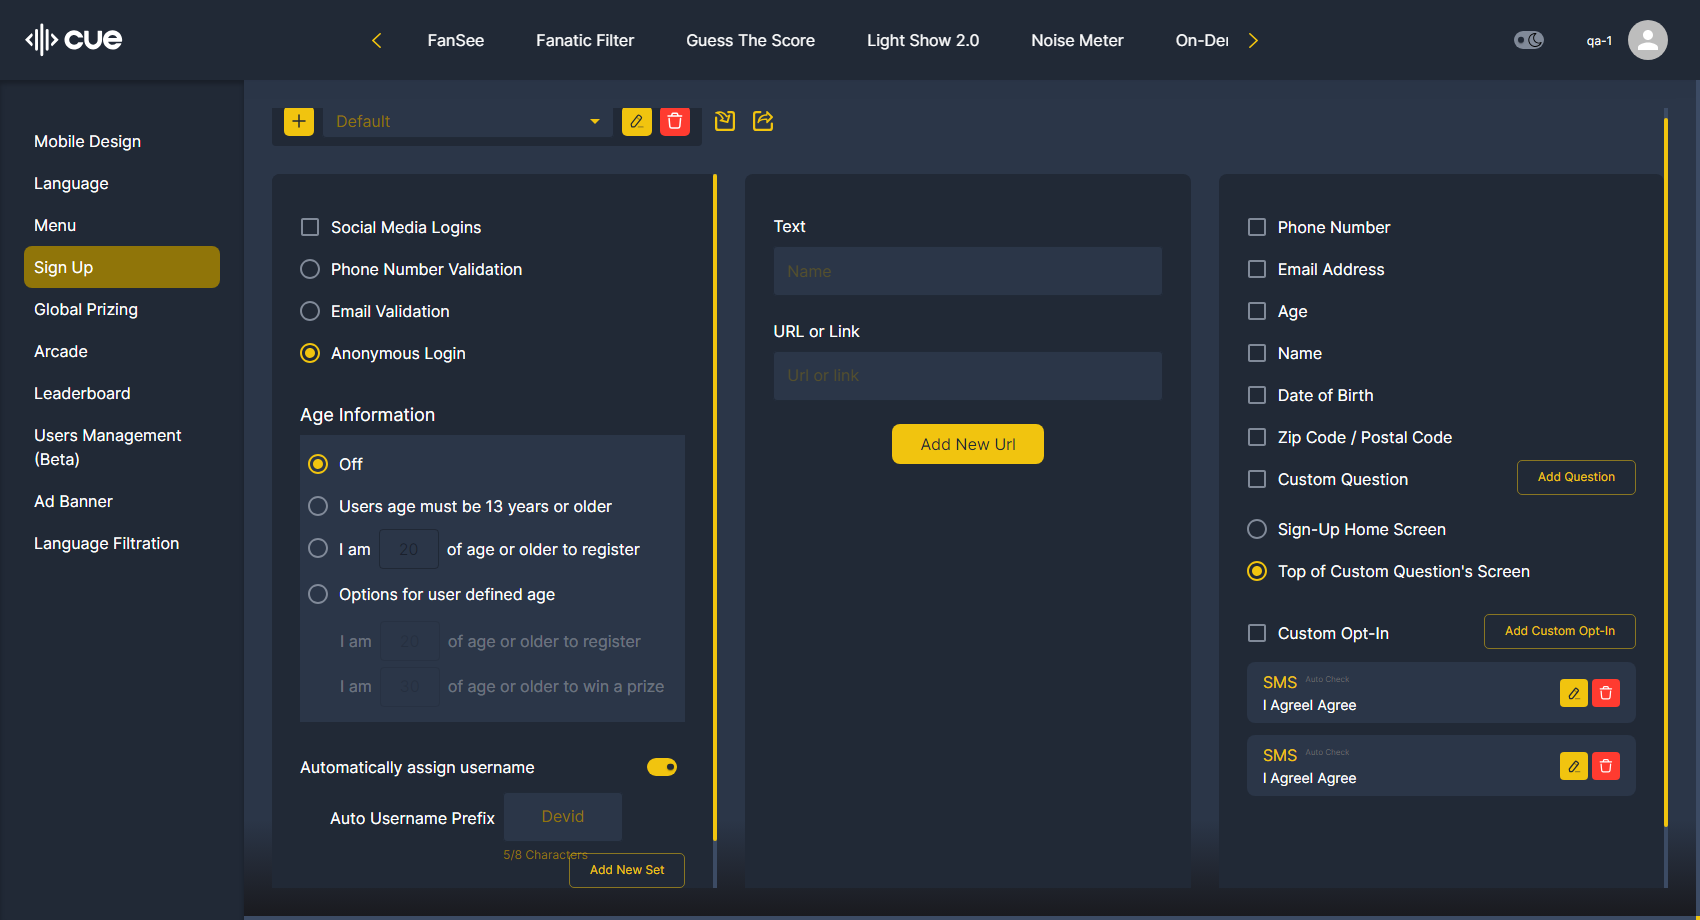 cue
FanSee
Fanatic Filter
Guess The Score
Light Show 2.0
Noise Meter
On-De
qa-1
Mobile Design
Language
Menu
Sign Up
Global Prizing
Arcade
Leaderboard
Users Management
(Beta)
Ad Banner
Language Filtration
Default
Social Media Logins
Phone Number Validation
Email Validation
Anonymous Login
Age Information
Off
Users age must be 13 years or older
I am 20 of age or older to register
Options for user defined age
I am 20 of age or older to register
I am 30 of age or older to win a prize
Automatically assign username
Auto Username Prefix Devid
5/8 Characters
Add New Set
Text
Name
URL or Link
Url or link
Add New Url
Phone Number
Email Address
Age
Name
Date of Birth
Zip Code / Postal Code
Custom Question Add Question
Sign-Up Home Screen
Top of Custom Question's Screen
Custom Opt-In Add Custom Opt-In
SMS Auto Check
I AgreeI Agree
SMS Auto Check
I AgreeI Agree